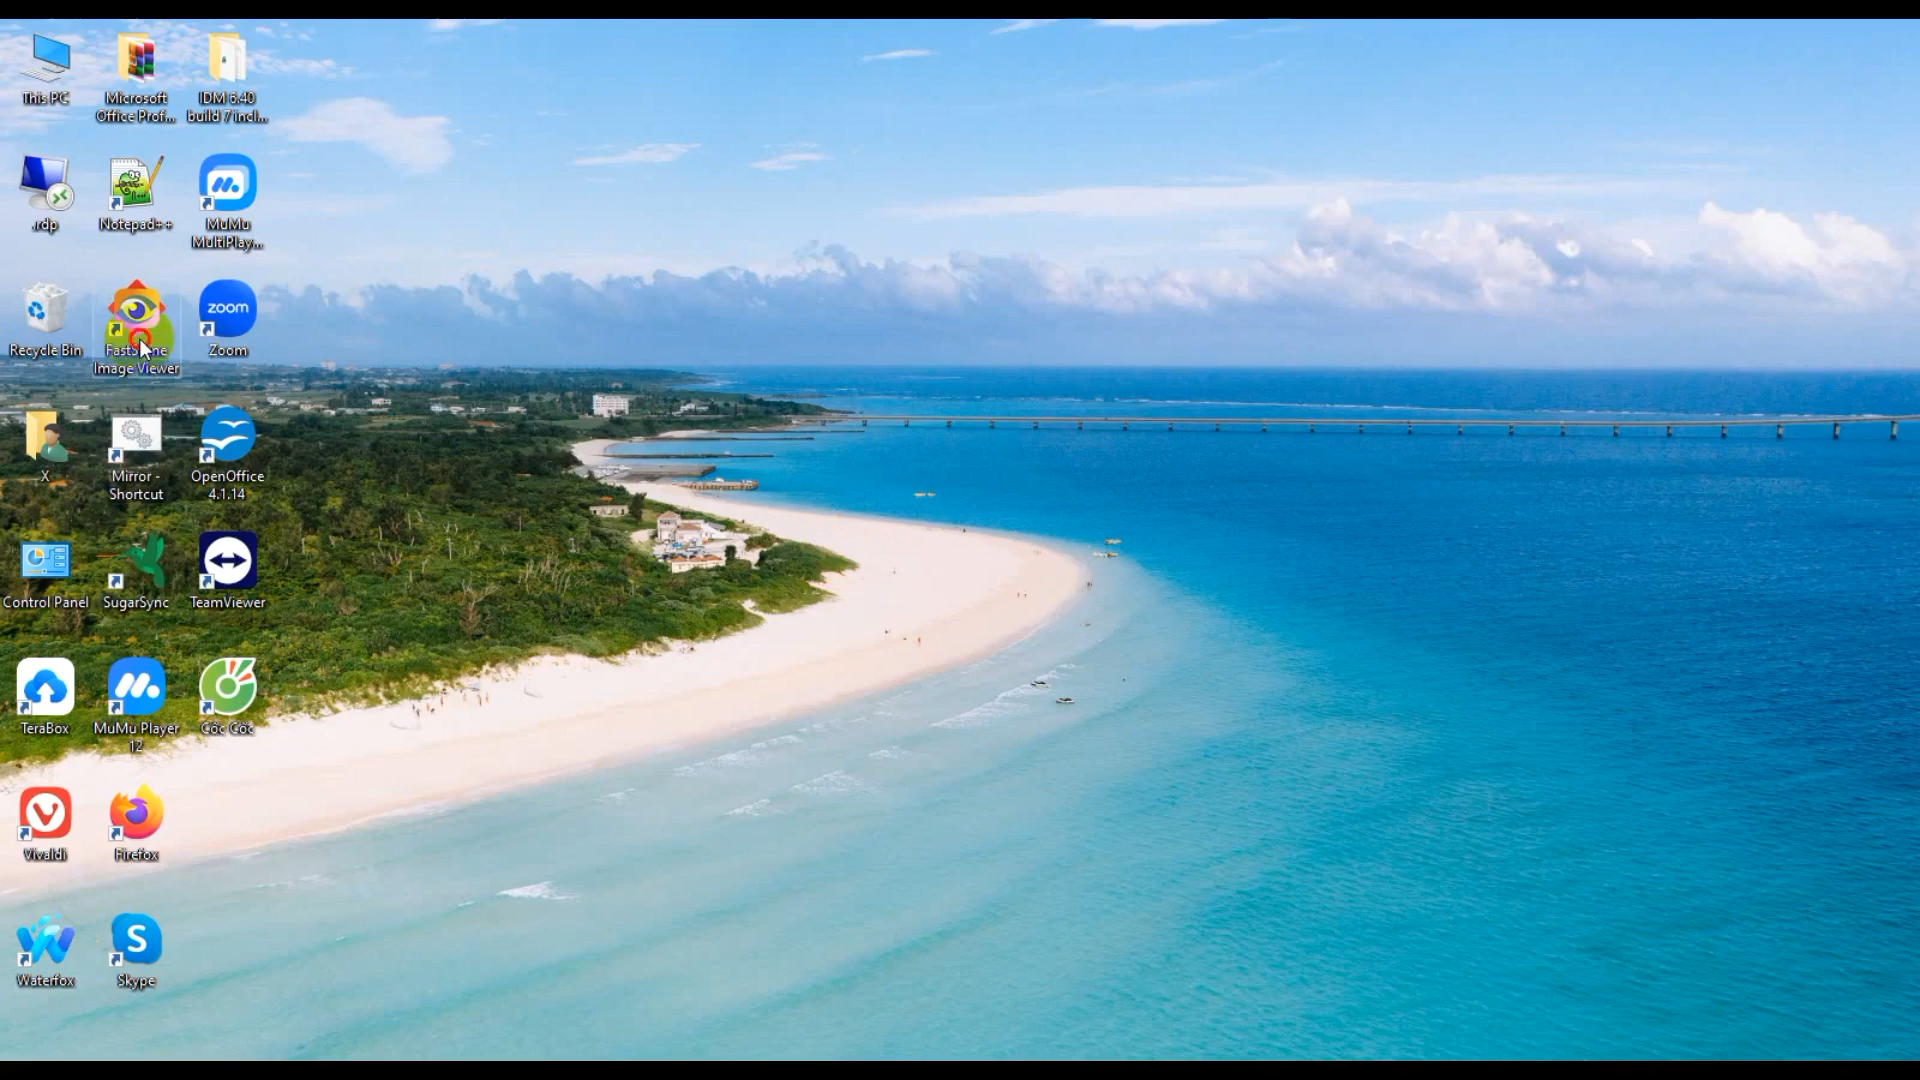 This PC
Microsoft
Office Prof...
IDM 6.40
build 7 incl...
.rdp
Notepad++
MuMu
MultiPlay...
Recycle Bin
Image Viewer
zoom
Zoom
X
Mirror -
Shortcut
OpenOffice
4.1.14
Control Panel
SugarSync
TeamViewer
TeraBox
MuMu Player
12
Cốc Cốc
Vivaldi
Firefox
Waterfox
S
Skype